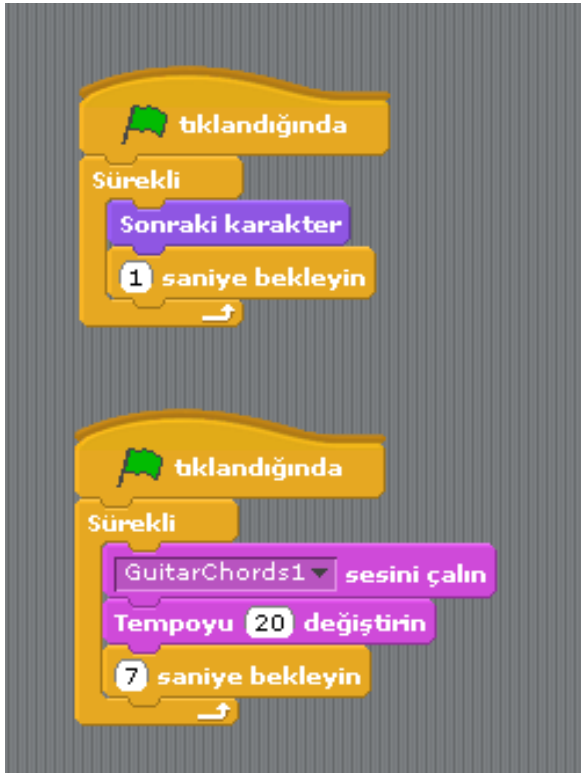 tıklandığında
Sürekli
Sonraki karakter
1 saniye bekleyin
tıklandığında
Sürekli
GuitarChords1 sesini çalın
Tempoyu 20 değiştirin
7 saniye bekleyin